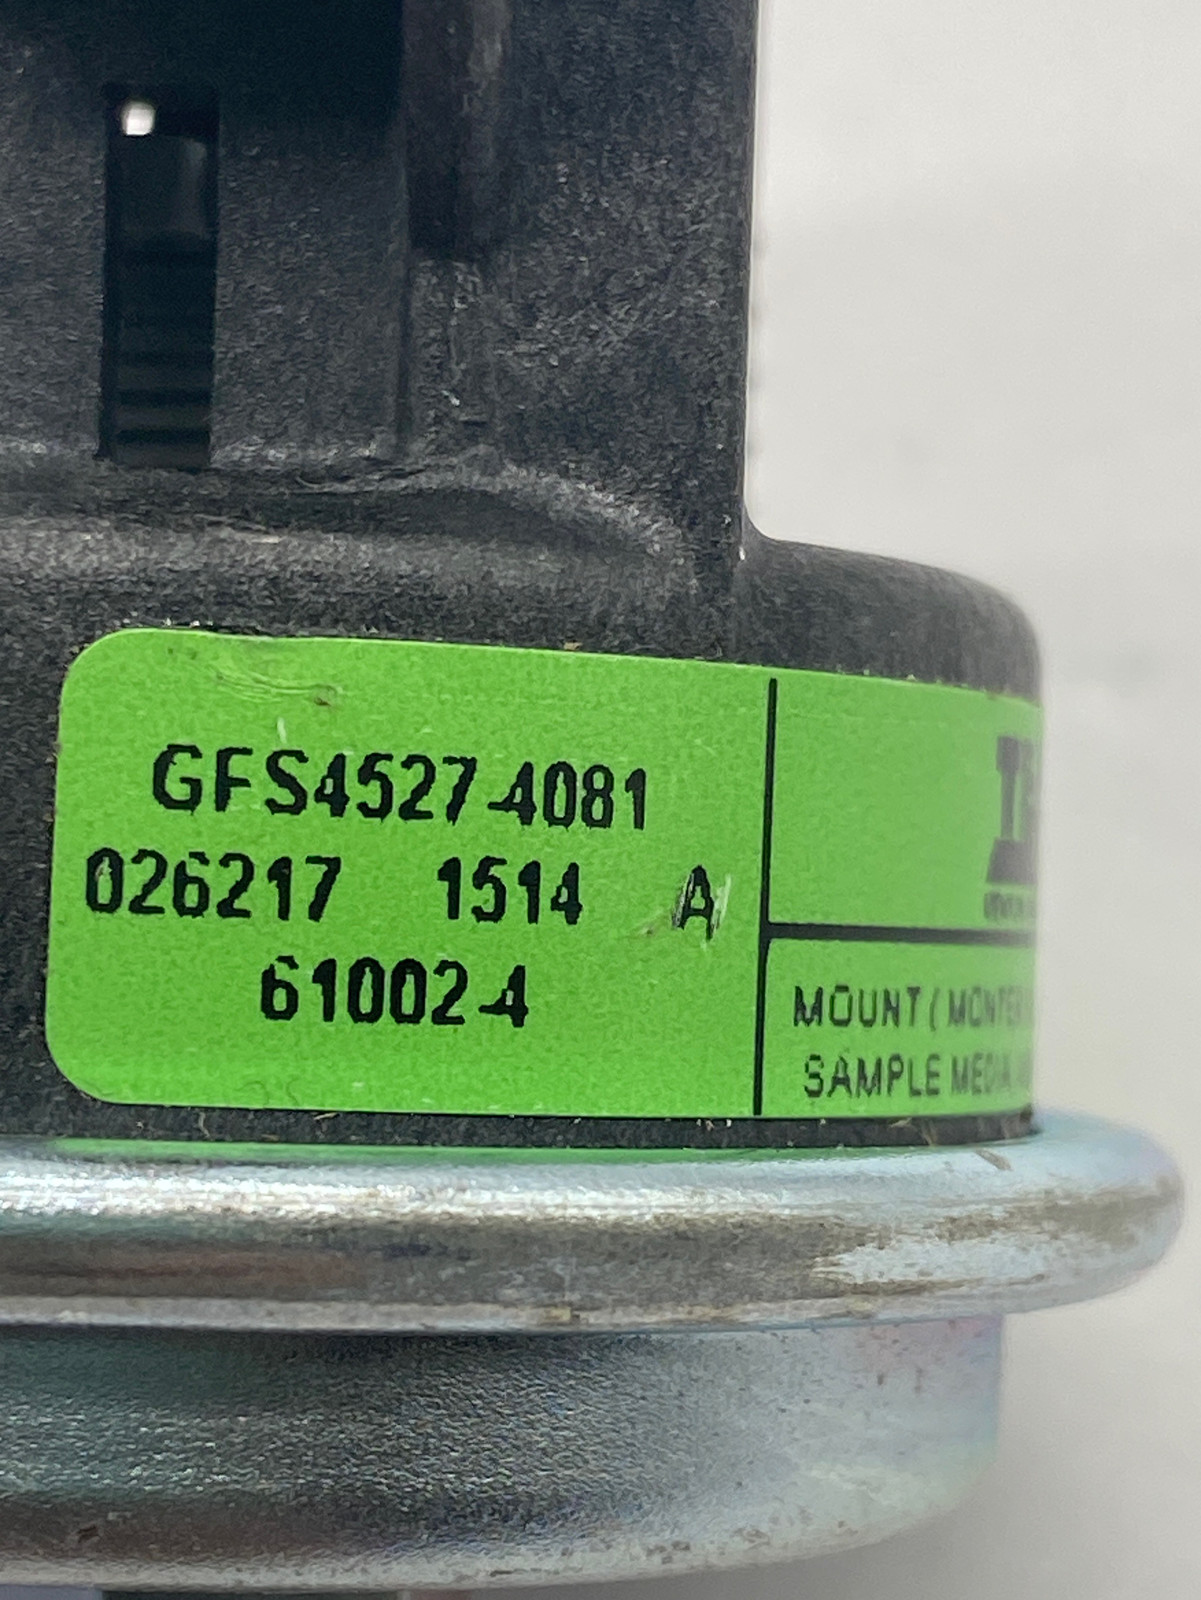 GFS4527-4081
026217 1514 A
61002-4
MOUNT (
SAMPLE MEDIA